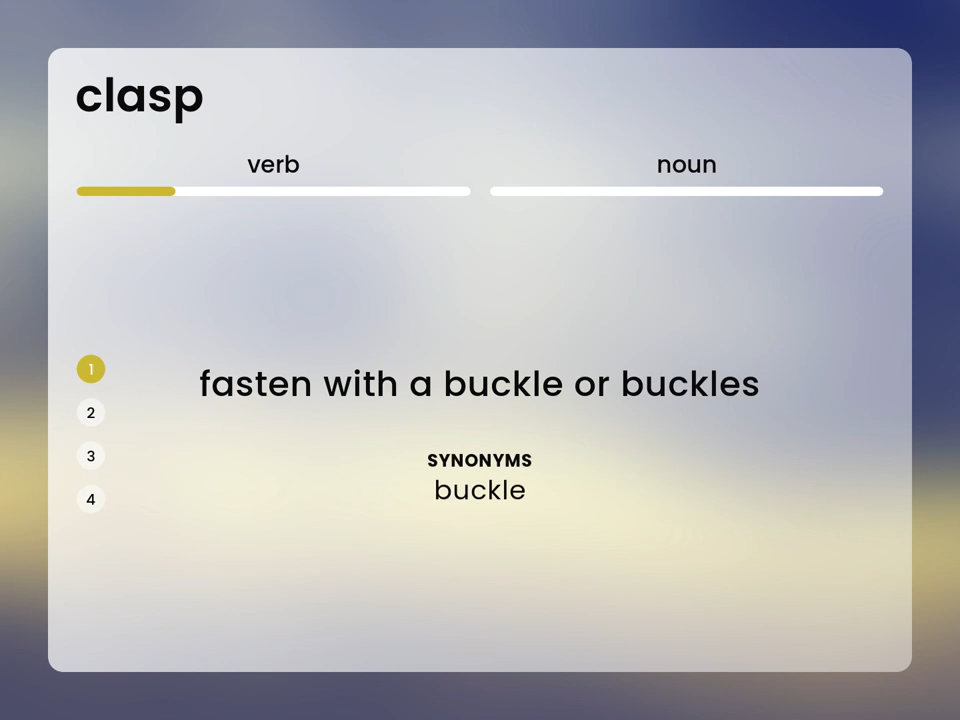 clasp
verb
noun
1
fasten with a buckle or buckles
2
3
SYNONYMS
buckle
4